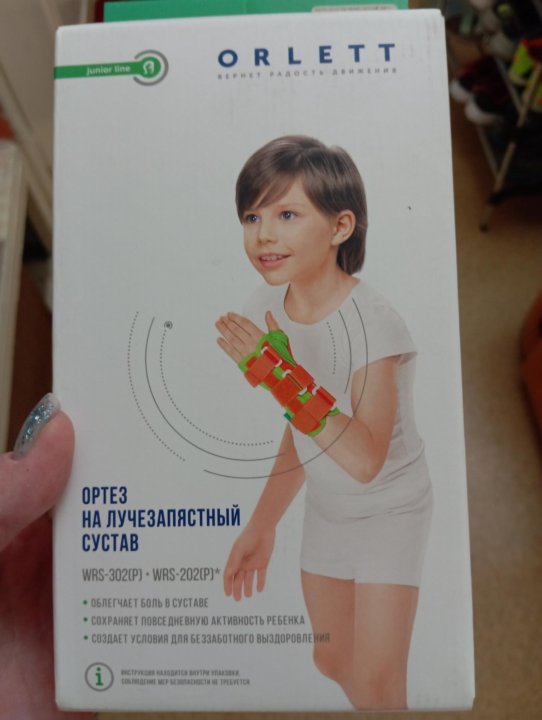 junior line
ORLETT
ВЕРНЕТ РАДОСТЬ ДВИЖЕНИЯ
ОРТЕЗ
НА ЛУЧЕЗАПЯСТНЫЙ
СУСТАВ
WRS-302(P) • WRS-202(P)*
• ОБЛЕГЧАЕТ БОЛЬ В СУСТАВЕ
• СОХРАНЯЕТ ПОВСЕДНЕВНУЮ АКТИВНОСТЬ РЕБЕНКА
• СОЗДАЕТ УСЛОВИЯ ДЛЯ БЕЗЗАБОТНОГО ВЫЗДОРОВЛЕНИЯ
i
ИНСТРУКЦИЯ НАХОДИТСЯ ВНУТРИ УПАКОВКИ.
СОБЛЮДЕНИЕ МЕР БЕЗОПАСНОСТИ НЕ ТРЕБУЕТСЯ